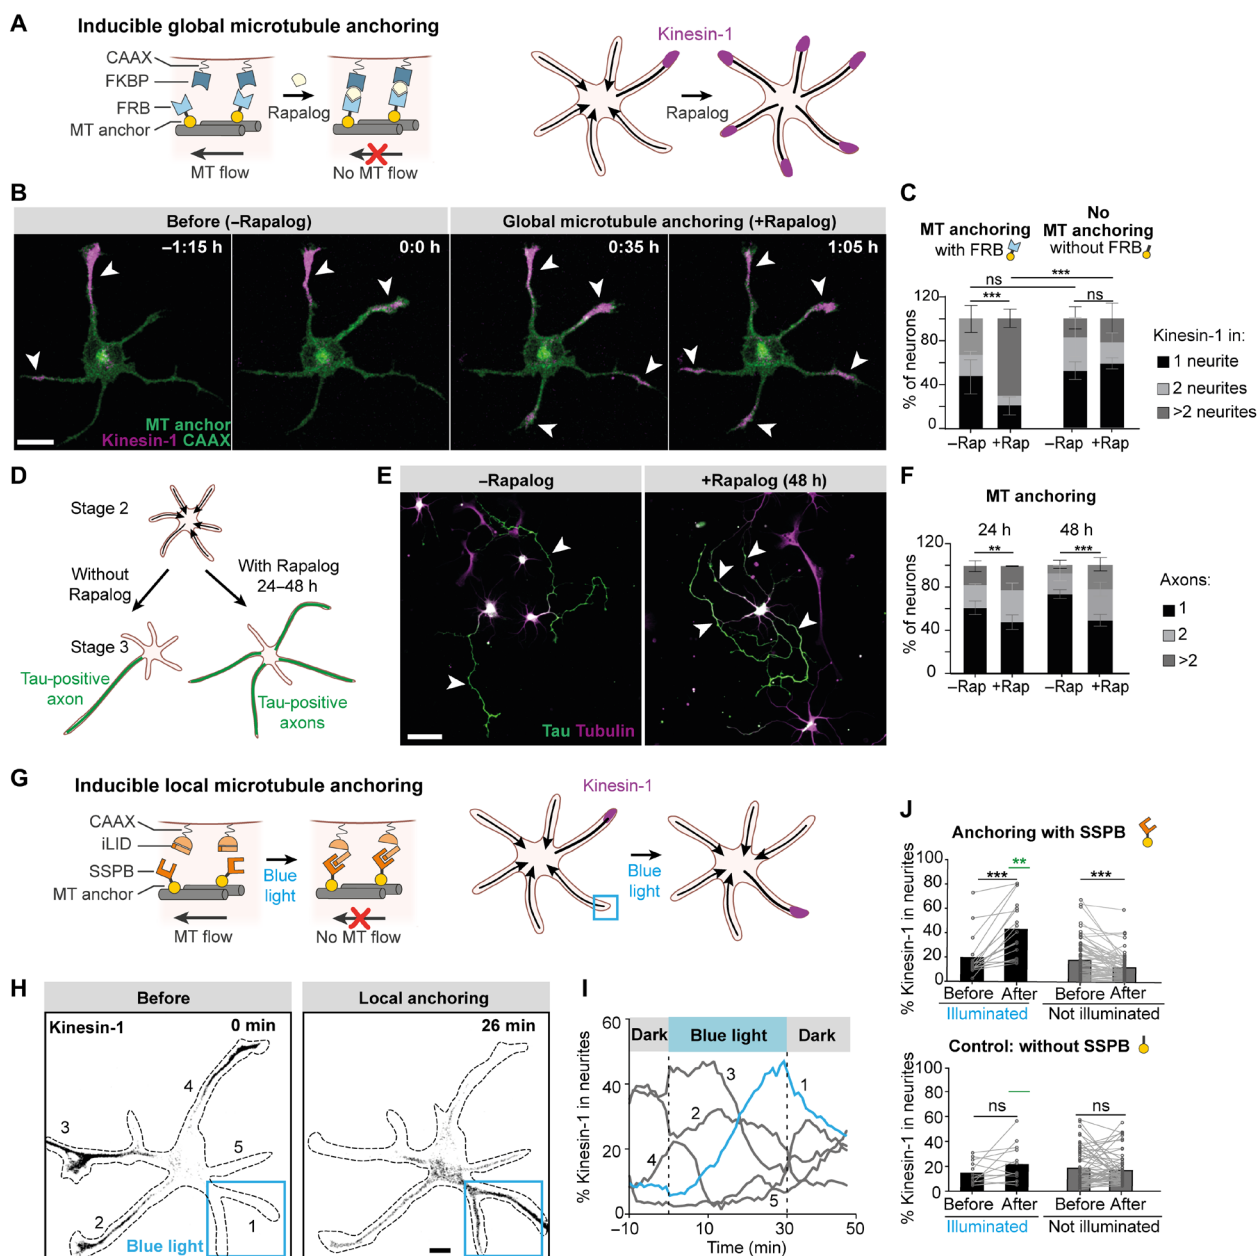 A
Inducible global microtubule anchoring
CAAX
FKBP
FRB
MT anchor
Rapalog
MT flow
No MT flow
Kinesin-1
Rapalog
B
Before (–Rapalog)
Global microtubule anchoring (+Rapalog)
–1:15 h
0:0 h
0:35 h
1:05 h
MT anchor
Kinesin-1 CAAX
C
MT anchoring
with FRB
No
MT anchoring
without FRB
ns
***
***
ns
120
80
40
0
% of neurons
–Rap
+Rap
–Rap
+Rap
Kinesin-1 in:
1 neurite
2 neurites
>2 neurites
D
Stage 2
Without
Rapalog
With Rapalog
24–48 h
Stage 3
Tau-positive
axon
Tau-positive
axons
E
–Rapalog
+Rapalog (48 h)
Tau Tubulin
F
MT anchoring
24 h
48 h
**
***
120
80
40
0
% of neurons
–Rap
+Rap
–Rap
+Rap
Axons:
1
2
>2
G
Inducible local microtubule anchoring
CAAX
iLID
SSPB
MT anchor
Blue
light
MT flow
No MT flow
Kinesin-1
Blue
light
H
Before
Local anchoring
Kinesin-1
0 min
26 min
4
3
5
2
1
Blue light
I
60
40
20
0
% Kinesin-1 in neurites
Dark
Blue light
Dark
3
1
2
4
5
–10
10
30
50
Time (min)
J
Anchoring with SSPB
100
80
60
40
20
0
% Kinesin-1 in neurites
***
**
***
Before
After
Before
After
Illuminated
Not illuminated
Control: without SSPB
100
80
60
40
20
0
% Kinesin-1 in neurites
ns
ns
Before
After
Before
After
Illuminated
Not illuminated